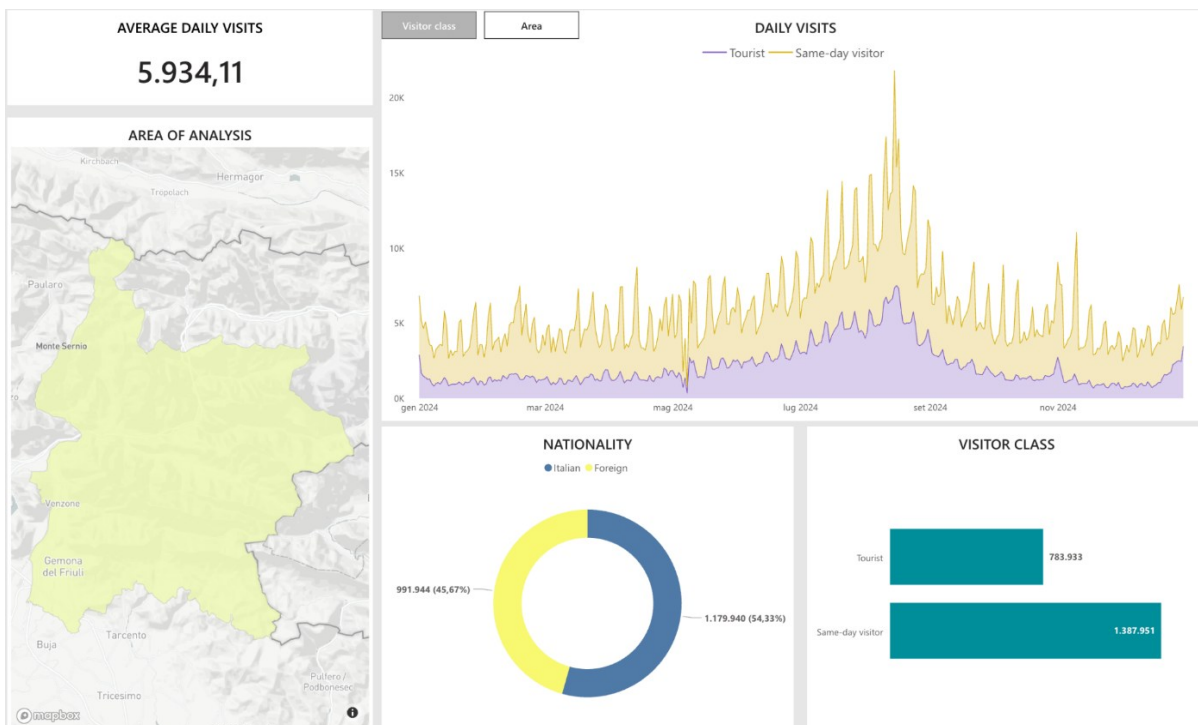 AVERAGE DAILY VISITS
5.934,11
AREA OF ANALYSIS
Kirchbach
Hermagor
Tropolach
Paularo
Monte Sernio
Venzone
Gemona
del Friuli
Buja
Tarcento
Tricesimo
Pulfero /
Podbonesec
mapbox
Visitor class
Area
DAILY VISITS
Tourist
Same-day visitor
20K
15K
10K
5K
0K
gen 2024
mar 2024
mag 2024
lug 2024
set 2024
nov 2024
NATIONALITY
Italian
Foreign
991.944 (45,67%)
1.179.940 (54,33%)
VISITOR CLASS
Tourist
783.933
Same-day visitor
1.387.951